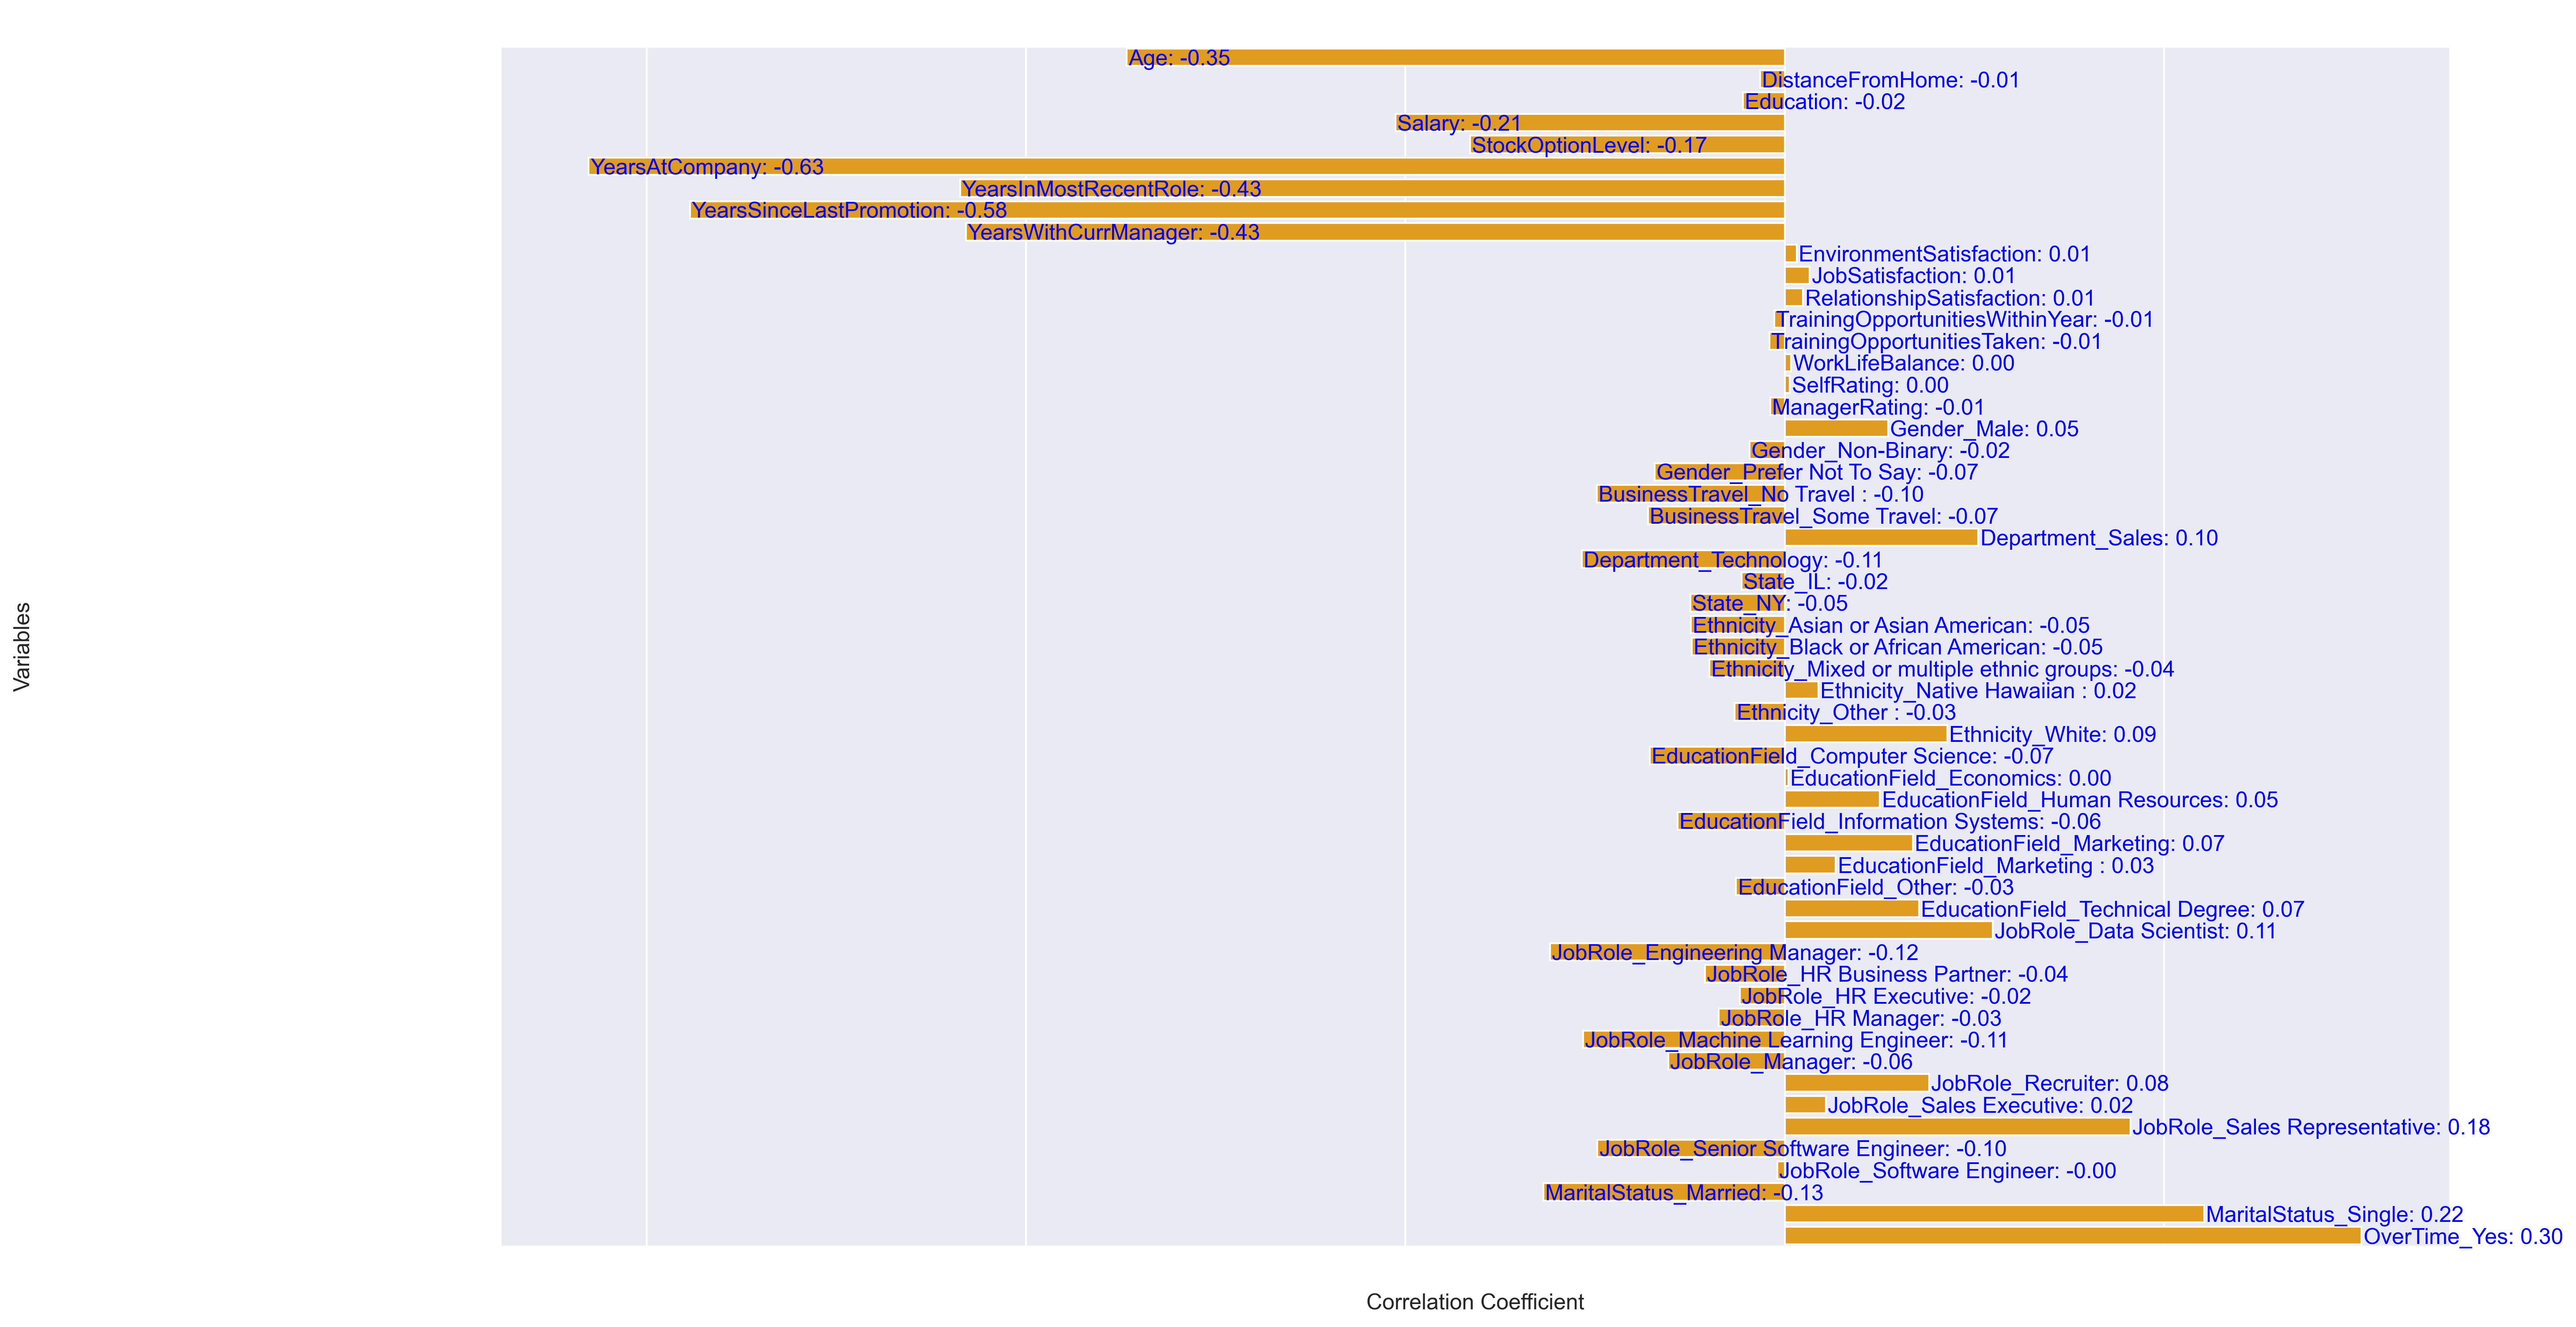 Age: -0.35
DistanceFromHome: -0.01
Education: -0.02
Salary: -0.21
StockOptionLevel: -0.17
YearsAtCompany: -0.63
YearsInMostRecentRole: -0.43
YearsSinceLastPromotion: -0.58
YearsWithCurrManager: -0.43
EnvironmentSatisfaction: 0.01
JobSatisfaction: 0.01
RelationshipSatisfaction: 0.01
TrainingOpportunitiesWithinYear: -0.01
TrainingOpportunitiesTaken: -0.01
WorkLifeBalance: 0.00
SelfRating: 0.00
ManagerRating: -0.01
Gender_Male: 0.05
Gender_Non-Binary: -0.02
Gender_Prefer Not To Say: -0.07
BusinessTravel_No Travel : -0.10
BusinessTravel_Some Travel: -0.07
Department_Sales: 0.10
Department_Technology: -0.11
State_IL: -0.02
State_NY: -0.05
Ethnicity_Asian or Asian American: -0.05
Ethnicity_Black or African American: -0.05
Ethnicity_Mixed or multiple ethnic groups: -0.04
Ethnicity_Native Hawaiian : 0.02
Ethnicity_Other : -0.03
Ethnicity_White: 0.09
EducationField_Computer Science: -0.07
EducationField_Economics: 0.00
EducationField_Human Resources: 0.05
EducationField_Information Systems: -0.06
EducationField_Marketing: 0.07
EducationField_Marketing : 0.03
EducationField_Other: -0.03
EducationField_Technical Degree: 0.07
JobRole_Data Scientist: 0.11
JobRole_Engineering Manager: -0.12
JobRole_HR Business Partner: -0.04
JobRole_HR Executive: -0.02
JobRole_HR Manager: -0.03
JobRole_Machine Learning Engineer: -0.11
JobRole_Manager: -0.06
JobRole_Recruiter: 0.08
JobRole_Sales Executive: 0.02
JobRole_Sales Representative: 0.18
JobRole_Senior Software Engineer: -0.10
JobRole_Software Engineer: -0.00
MaritalStatus_Married: -0.13
MaritalStatus_Single: 0.22
OverTime_Yes: 0.30
Variables
Correlation Coefficient